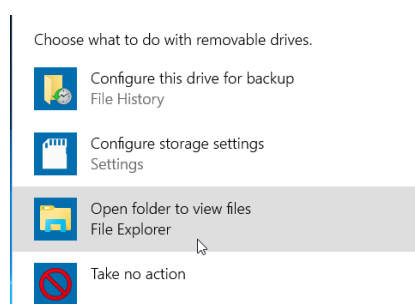 Choose what to do with removable drives.
Configure this drive for backup
File History
Configure storage settings
Settings
Open folder to view files
File Explorer
Take no action